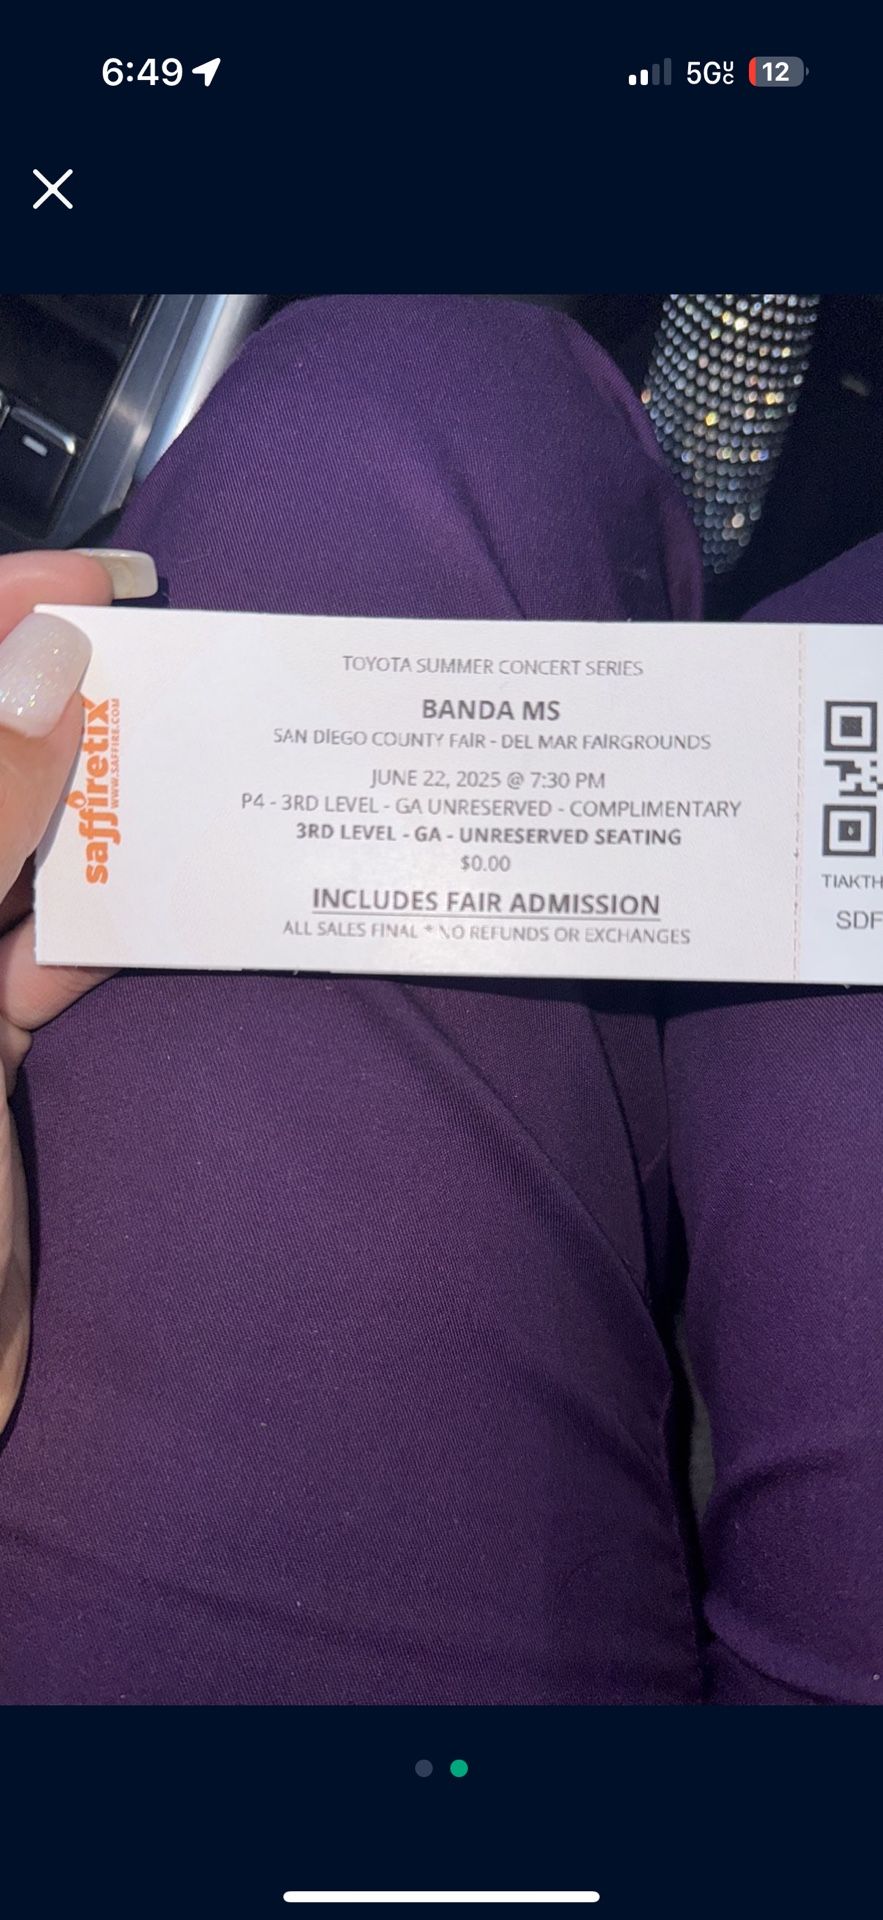 6:49
5GUC
12
TOYOTA SUMMER CONCERT SERIES
BANDA MS
SAN DIEGO COUNTY FAIR - DEL MAR FAIRGROUNDS
JUNE 22, 2025 @ 7:30 PM
P4 - 3RD LEVEL - GA UNRESERVED - COMPLIMENTARY
3RD LEVEL - GA - UNRESERVED SEATING
$0.00
INCLUDES FAIR ADMISSION
ALL SALES FINAL * NO REFUNDS OR EXCHANGES
saffiretix
WWW.SAFFIRE.COM
TIAKTH
SDF